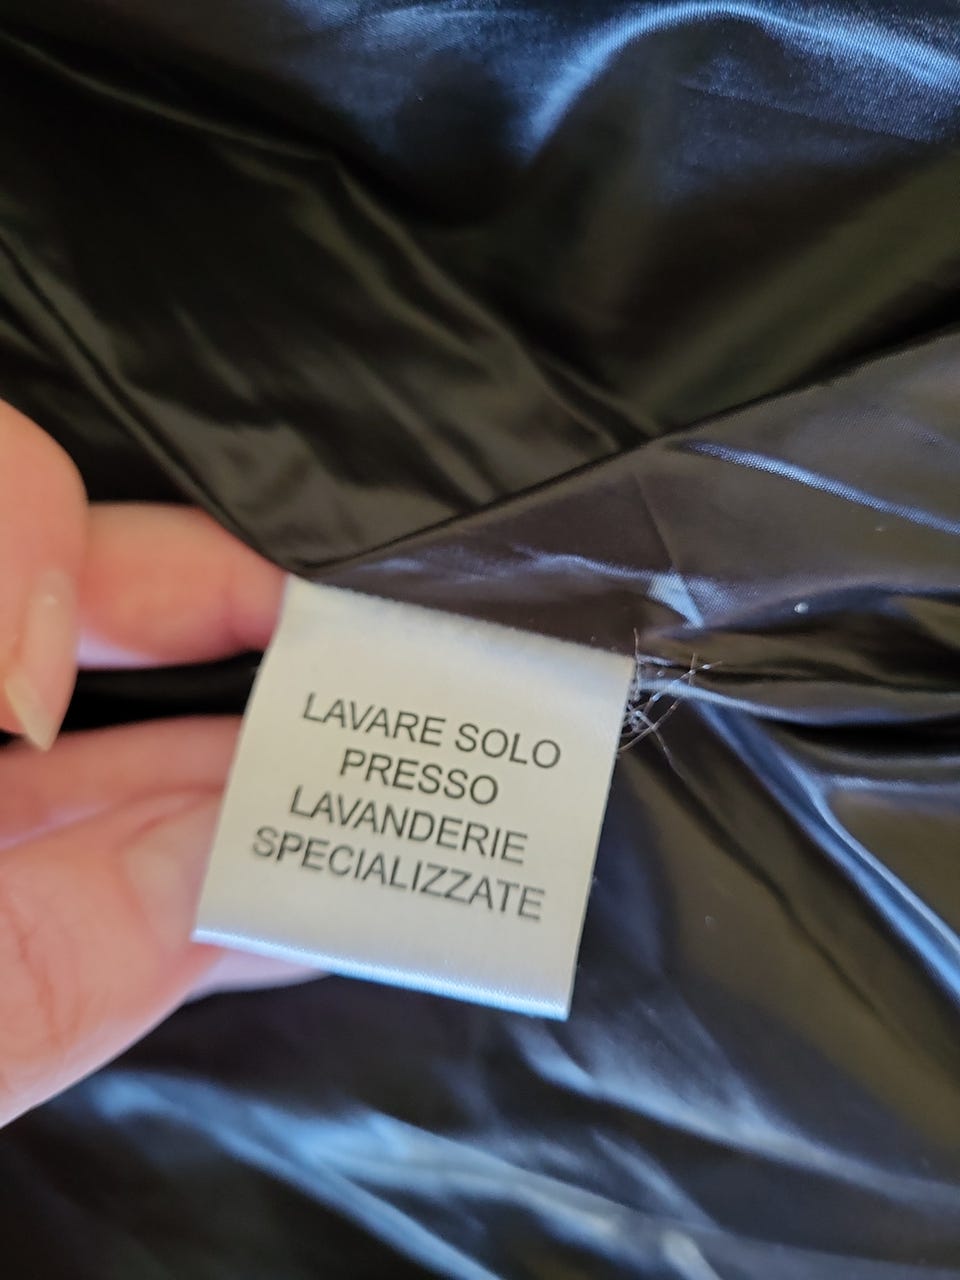 LAVARE SOLO
PRESSO
LAVANDERIE
SPECIALIZZATE